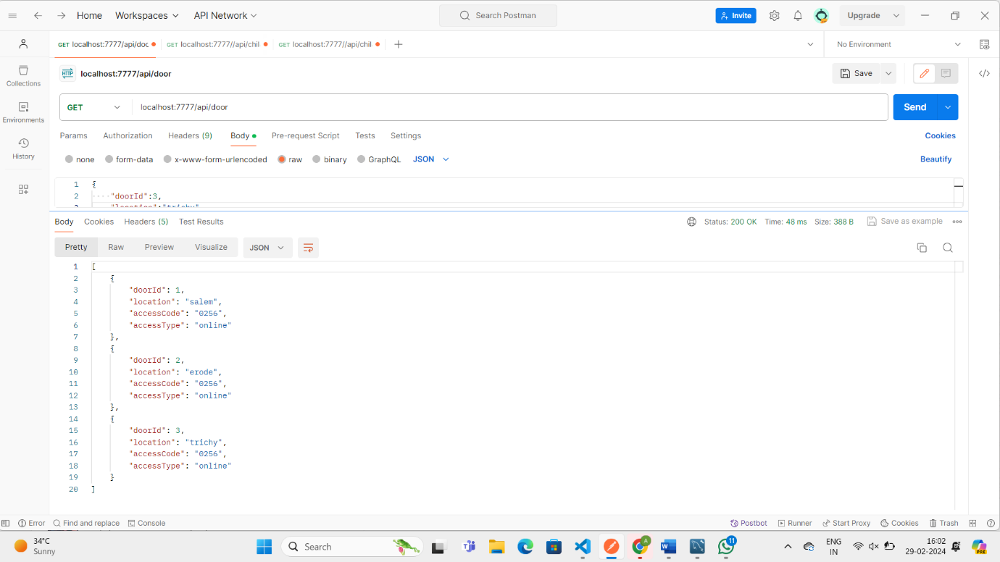 Home Workspaces API Network Search Postman Invite Upgrade
GET localhost:7777/api/doc GET localhost:7777//api/chil GET localhost:7777//api/chil No Environment
HTTP localhost:7777/api/door Save
Collections
GET localhost:7777/api/door Send
Environments
Params Authorization Headers (9) Body Pre-request Script Tests Settings Cookies
History
none form-data x-www-form-urlencoded raw binary GraphQL JSON Beautify
1 {
2 "doorId":3,
3 "location":"trichy"
Body Cookies Headers (5) Test Results Status: 200 OK Time: 48 ms Size: 388 B Save as example
Pretty Raw Preview Visualize JSON
1 [
2 {
3 "doorId": 1,
4 "location": "salem",
5 "accessCode": "0256",
6 "accessType": "online"
7 },
8 {
9 "doorId": 2,
10 "location": "erode",
11 "accessCode": "0256",
12 "accessType": "online"
13 },
14 {
15 "doorId": 3,
16 "location": "trichy",
17 "accessCode": "0256",
18 "accessType": "online"
19 }
20 ]
Error Find and replace Console Postbot Runner Start Proxy Cookies Trash
34°C
Sunny
Search
A
11
ENG
IN
16:02
29-02-2024
PRE